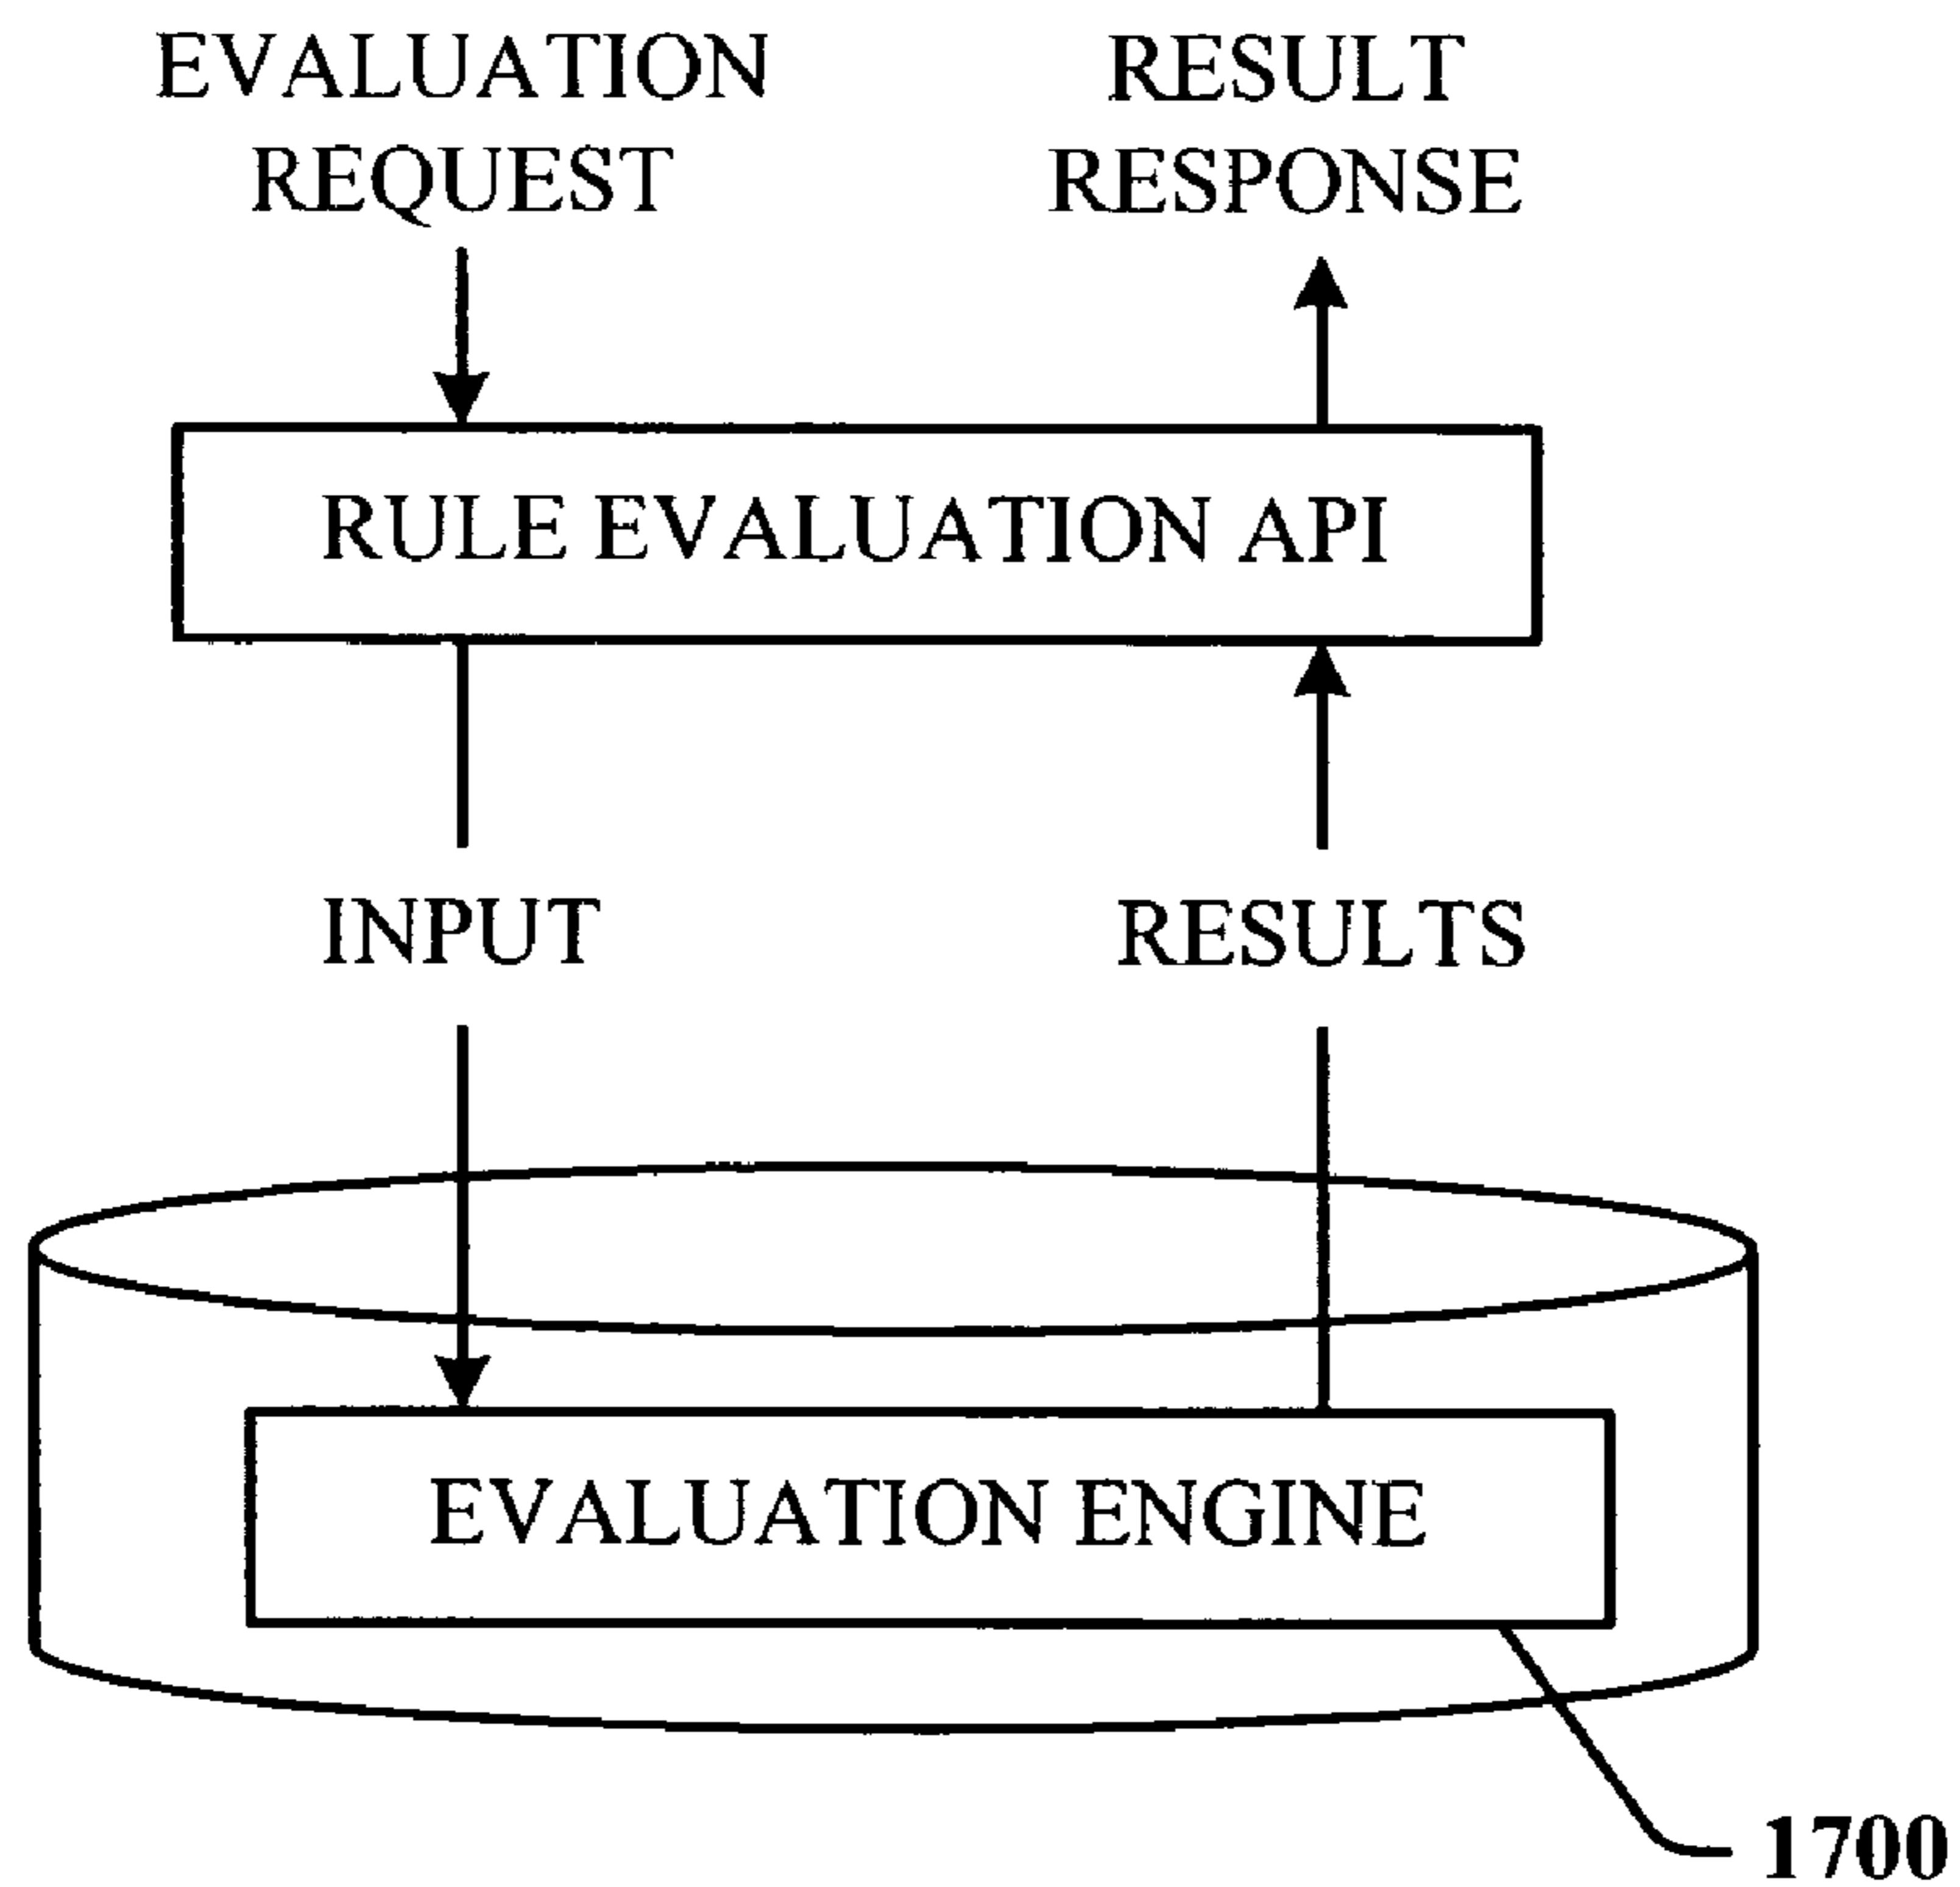 EVALUATION
REQUEST
RESULT
RESPONSE
RULE EVALUATION API
INPUT
RESULTS
EVALUATION ENGINE
1700